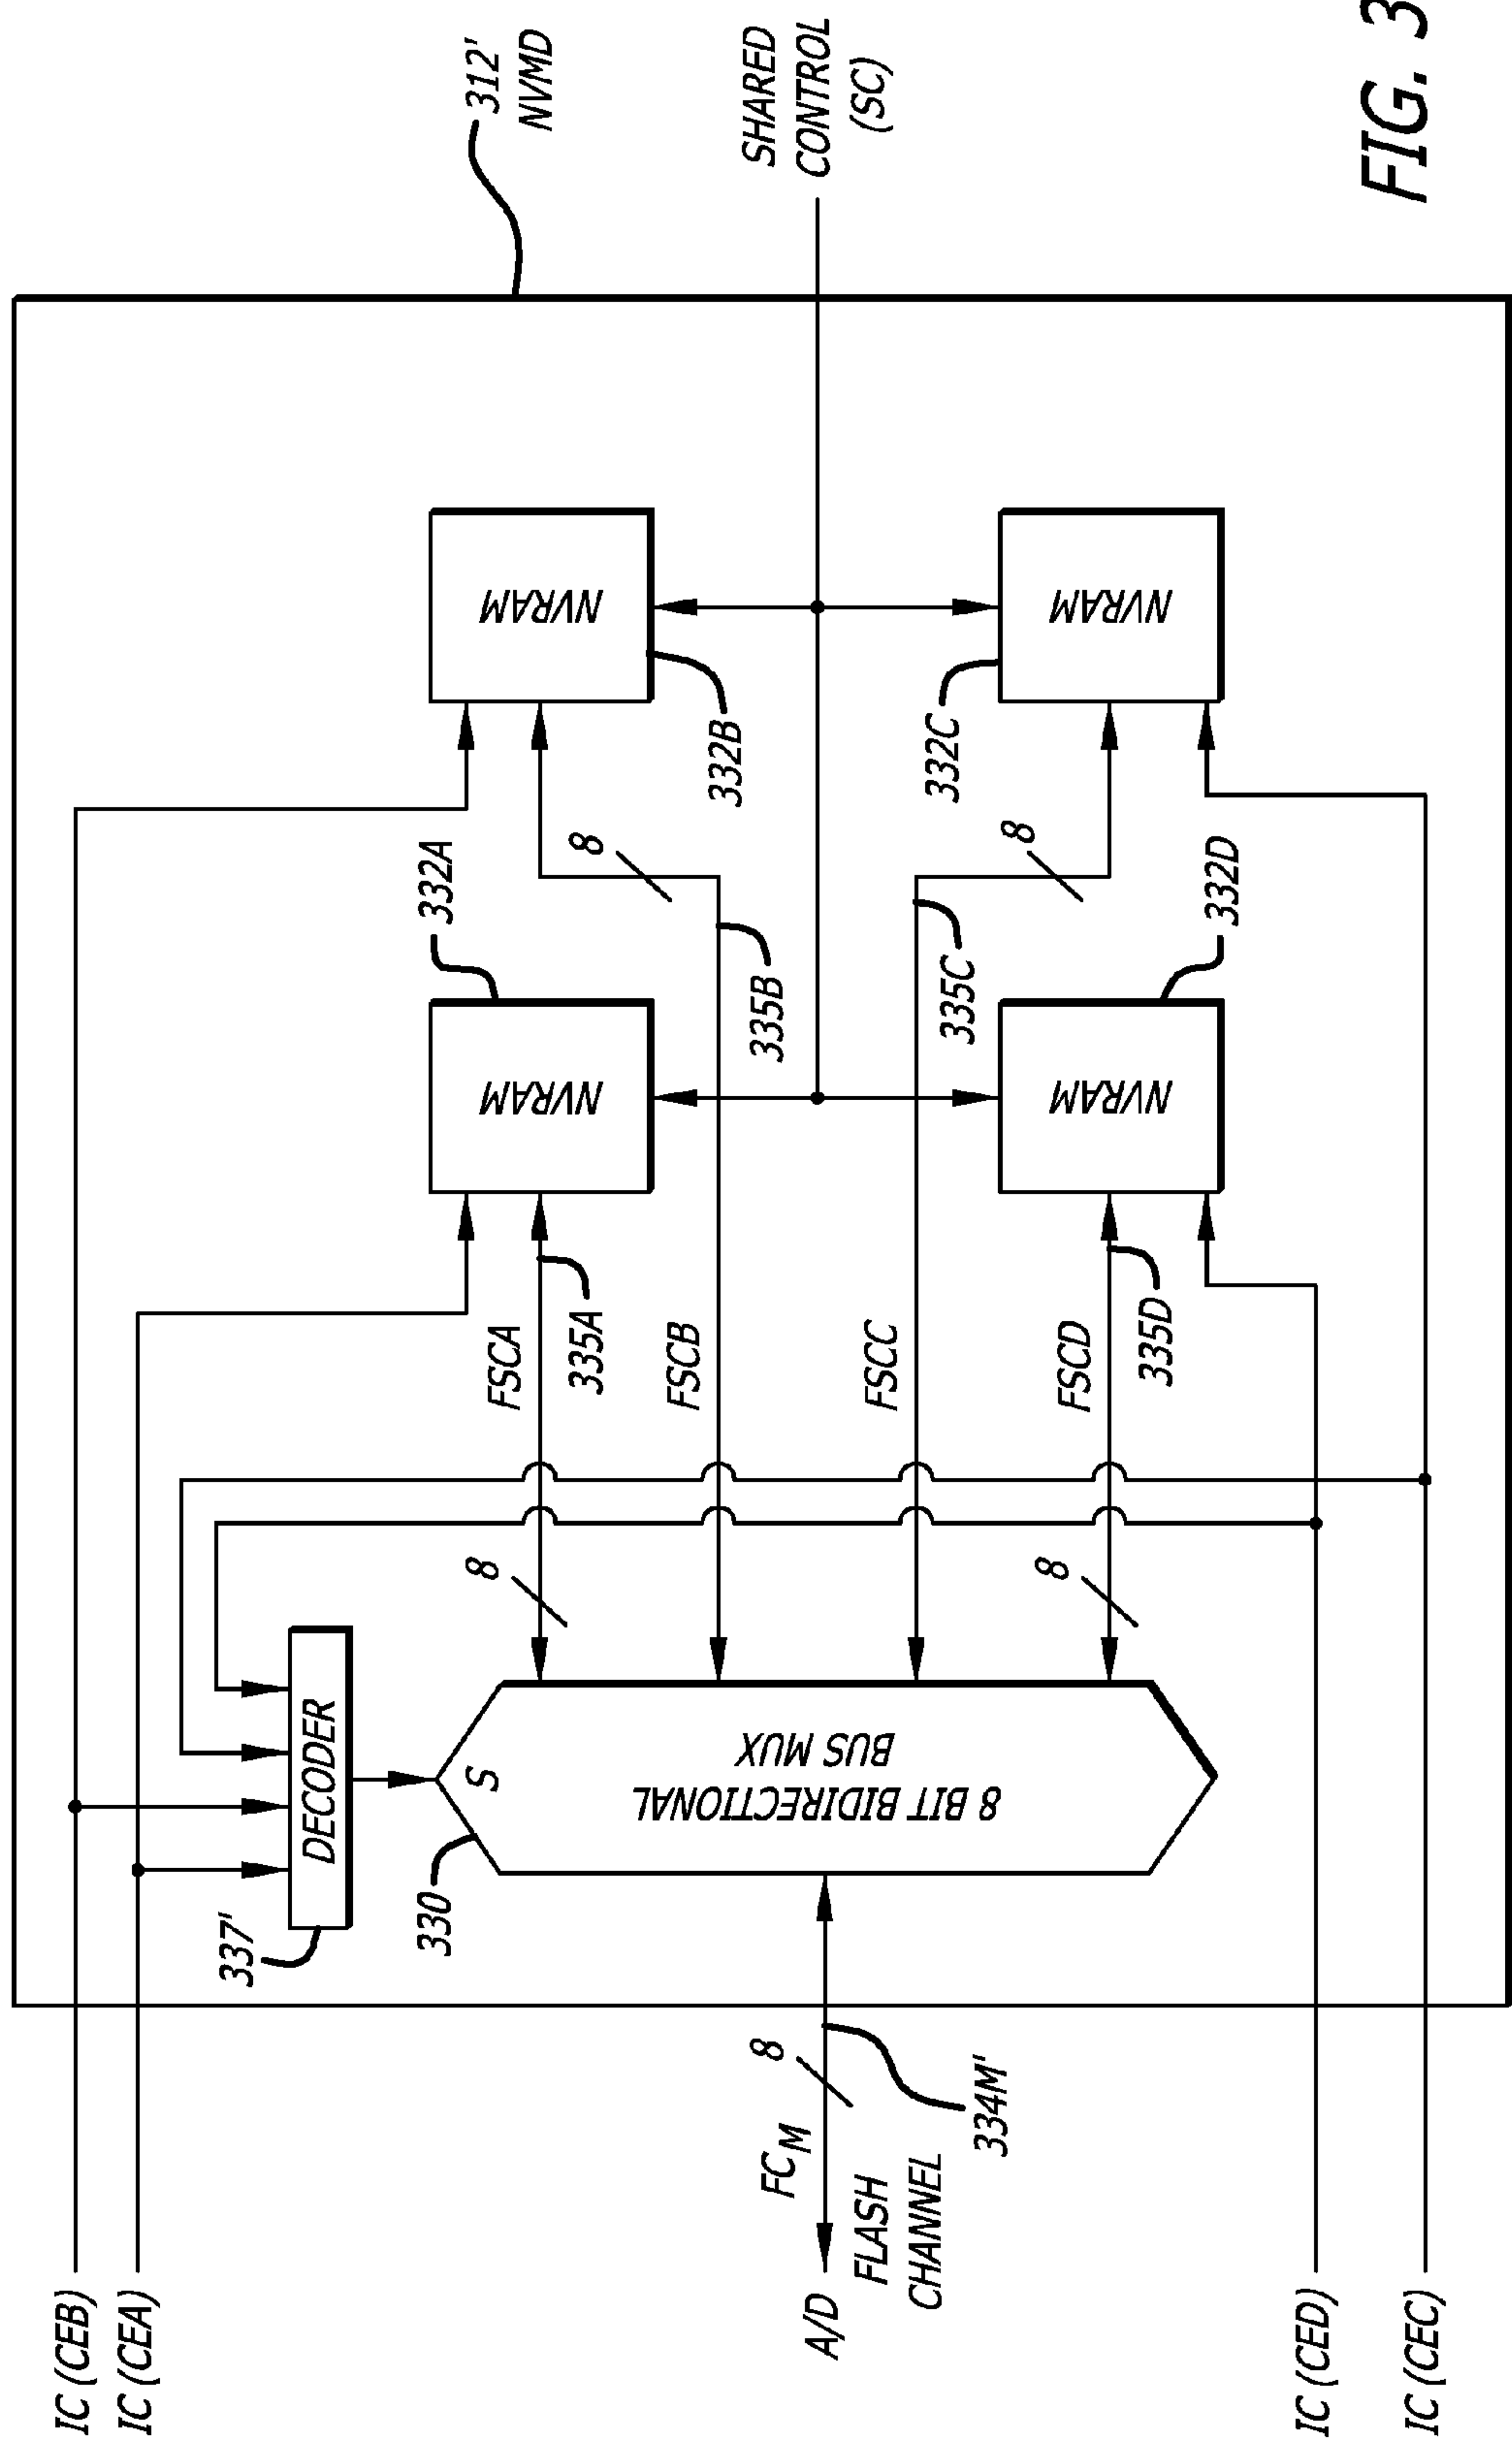 IC (CEB)
IC (CEA)
337'
DECODER
312'
NVMD
332A
NVRAM
NVRAM
332B
S
330
8 BIT BIDIRECTIONAL
BUS MUX
8
FSCA
335A
8
FSCB
335B
FC M
8
A/D
FLASH
CHANNEL
334M'
SHARED
CONTROL
(SC)
FSCC
335C
332C
8
8
FSCD
335D
NVRAM
332D
NVRAM
IC (CED)
IC (CEC)
FIG. 3